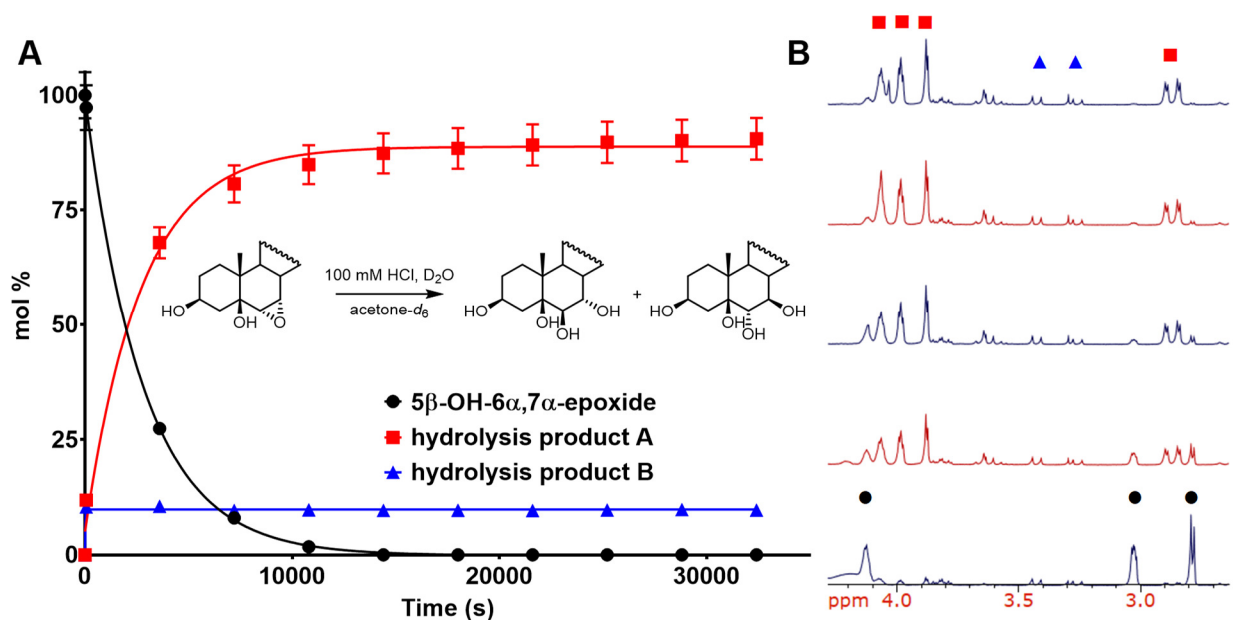 A
B
mol %
100
75
50
25
0
0
10000
20000
30000
Time (s)
HO
OH
O
100 mM HCl, D₂O
acetone-d₆
HO
OH
OH
OH
+
HO
OH
OH
OH
5β-OH-6α,7α-epoxide
hydrolysis product A
hydrolysis product B
ppm 4.0 3.5 3.0